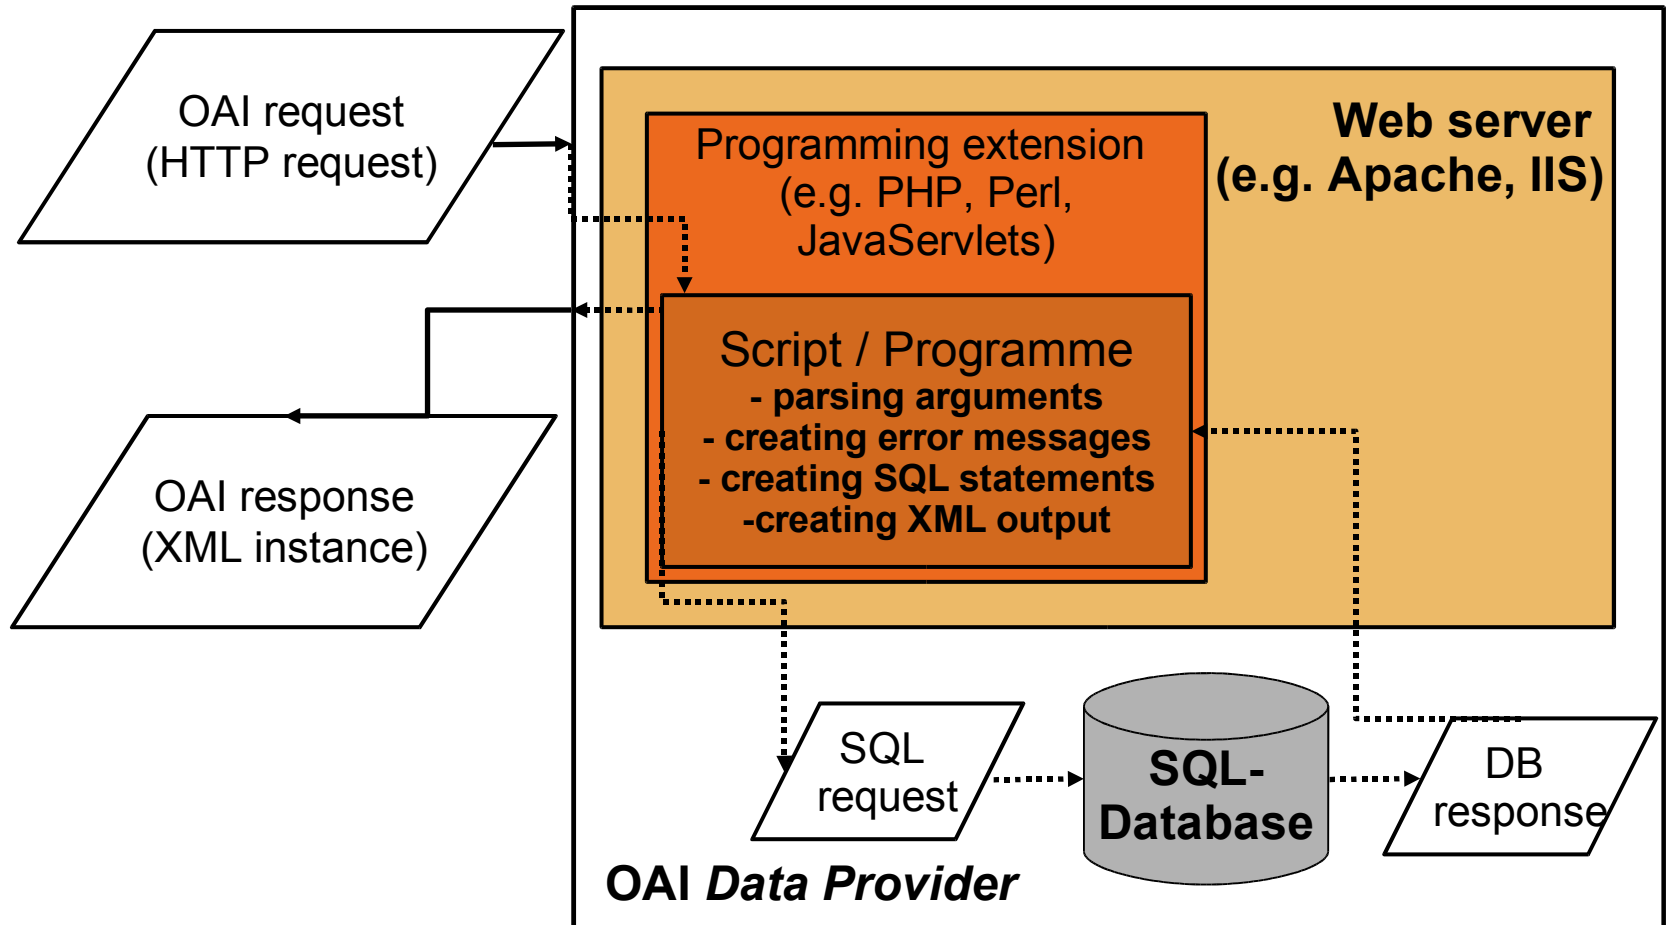 OAI request
(HTTP request)
Web server
(e.g. Apache, IIS)
Programming extension
(e.g. PHP, Perl,
JavaServlets)
Script / Programme
- parsing arguments
- creating error messages
- creating SQL statements
-creating XML output
OAI response
(XML instance)
SQL
request
SQL-
Database
DB
response
OAI Data Provider